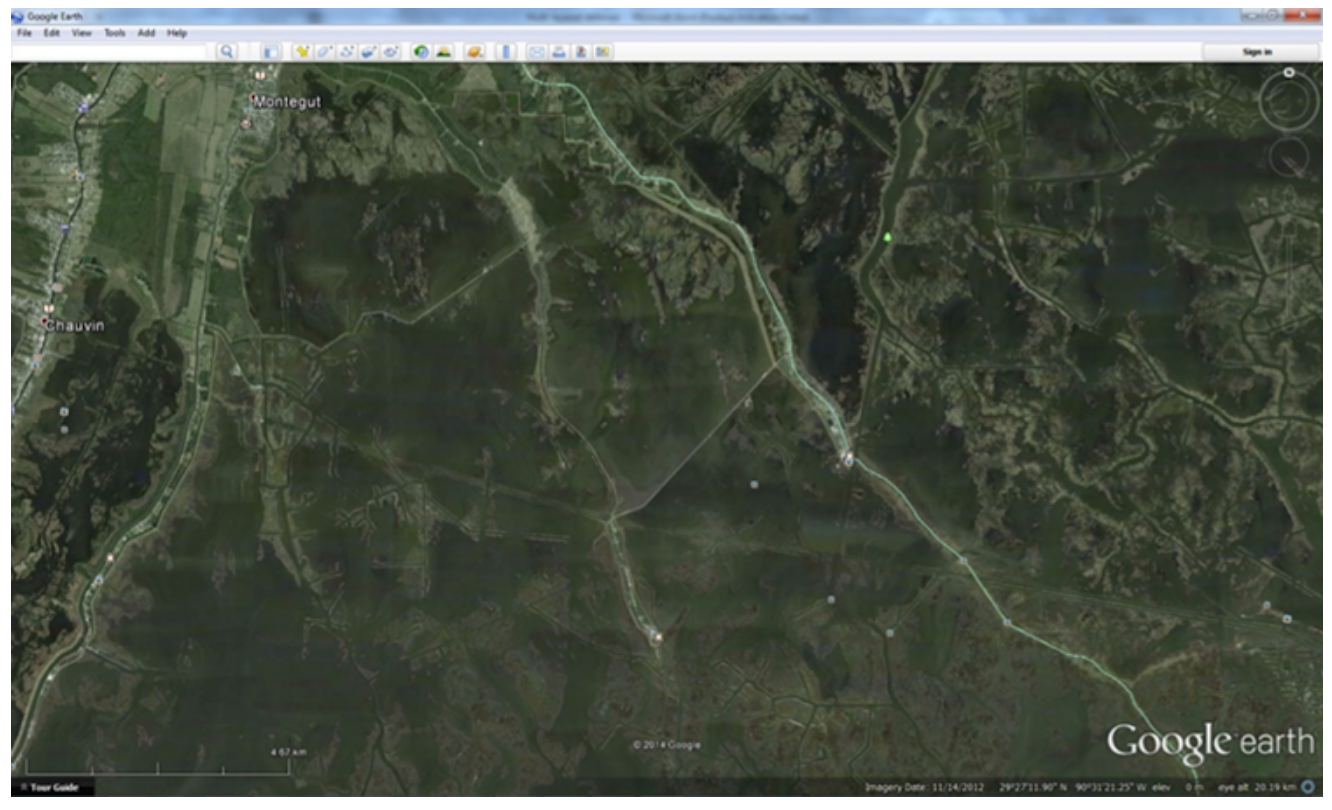 Google Earth
File Edit View Tools Add Help
Sign in
N
Montegut
Chauvin
4.67 km
© 2014 Google
Google earth
Tour Guide
Imagery Date: 11/14/2012 29°27'11.90" N 90°31'21.25" W elev 0 m eye alt 20.19 km